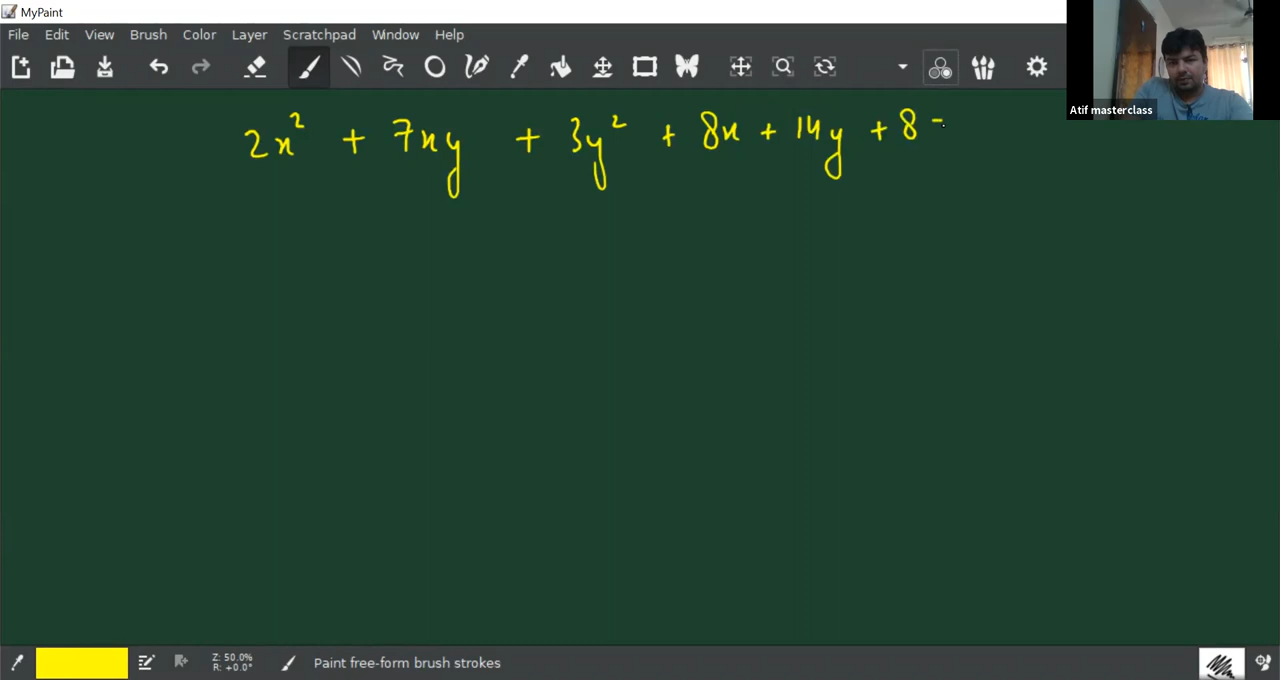 MyPaint
File Edit View Brush Color Layer Scratchpad Window Help
Atif masterclass
2x² + 7xy + 3y² + 8x + 14y + 8 =
Z: 50.0%
R: +0.0°
Paint free-form brush strokes